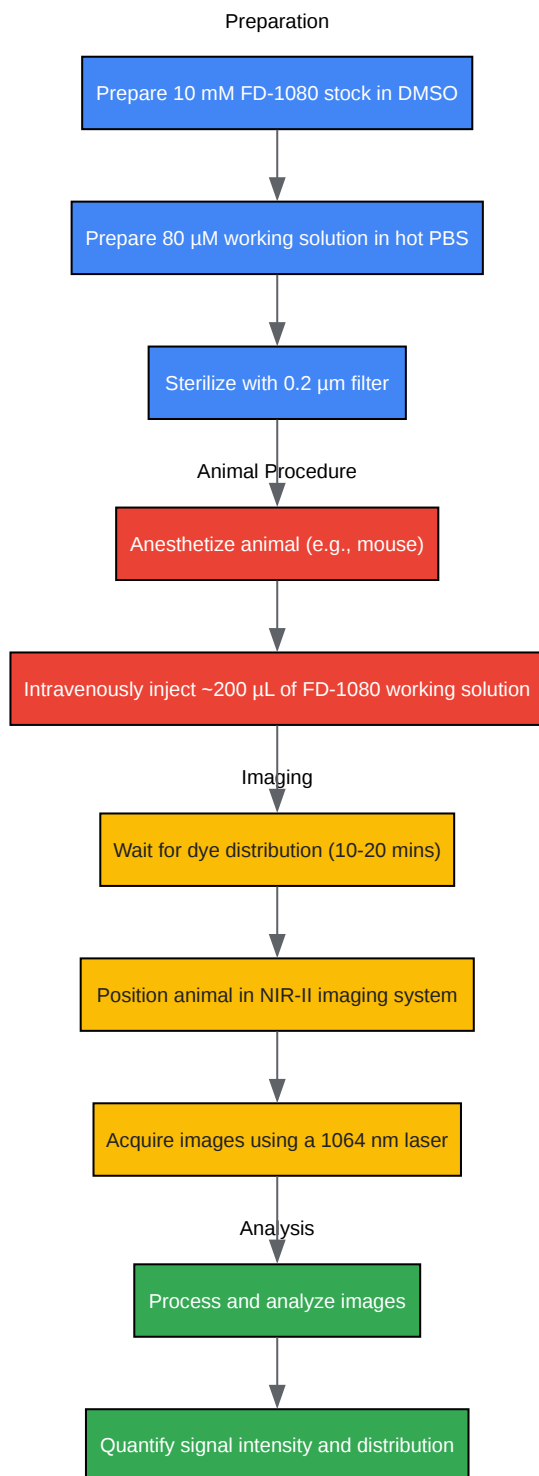 Preparation
Prepare 10 mM FD-1080 stock in DMSO
Prepare 80 µM working solution in hot PBS
Sterilize with 0.2 µm filter
Animal Procedure
Anesthetize animal (e.g., mouse)
Intravenously inject ~200 µL of FD-1080 working solution
Imaging
Wait for dye distribution (10-20 mins)
Position animal in NIR-II imaging system
Acquire images using a 1064 nm laser
Analysis
Process and analyze images
Quantify signal intensity and distribution